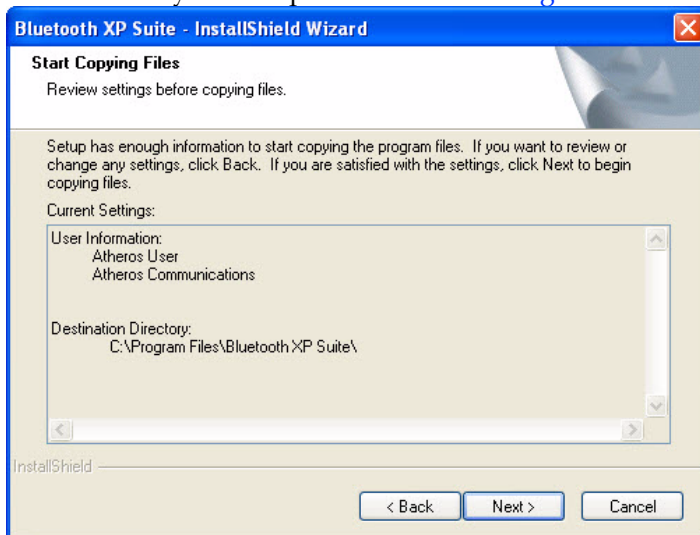 Bluetooth XP Suite - InstallShield Wizard
Start Copying Files
Review settings before copying files.
Setup has enough information to start copying the program files. If you want to review or
change any settings, click Back. If you are satisfied with the settings, click Next to begin
copying files.
Current Settings:
User Information:
Atheros User
Atheros Communications
Destination Directory:
C:\Program Files\Bluetooth XP Suite\
InstallShield
< Back Next > Cancel